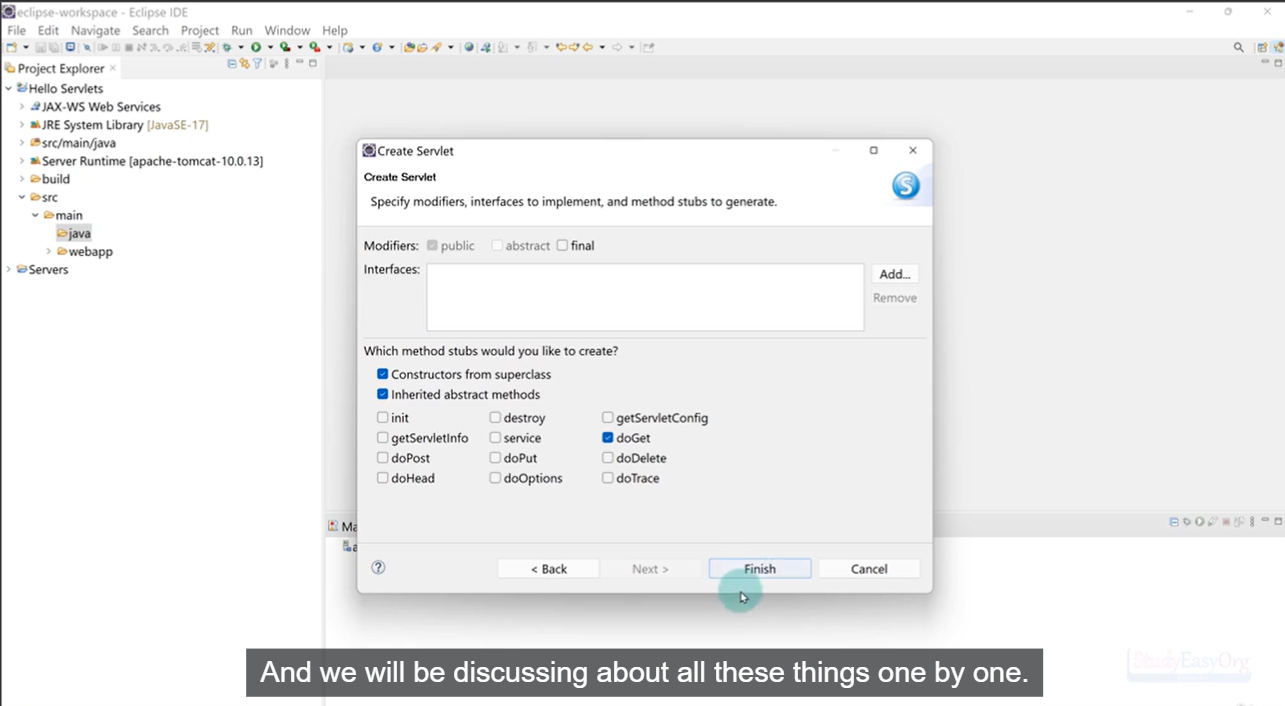 eclipse-workspace - Eclipse IDE
File Edit Navigate Search Project Run Window Help
Project Explorer
Hello Servlets
JAX-WS Web Services
JRE System Library [JavaSE-17]
src/main/java
Server Runtime [apache-tomcat-10.0.13]
build
src
main
java
webapp
Servers
Create Servlet
Create Servlet
Specify modifiers, interfaces to implement, and method stubs to generate.
S
Modifiers: public abstract final
Interfaces:
Add...
Remove
Which method stubs would you like to create?
Constructors from superclass
Inherited abstract methods
init destroy getServletConfig
getServletInfo service doGet
doPost doPut doDelete
doHead doOptions doTrace
Ma
? < Back Next > Finish Cancel
And we will be discussing about all these things one by one.
StudyEasyOrg